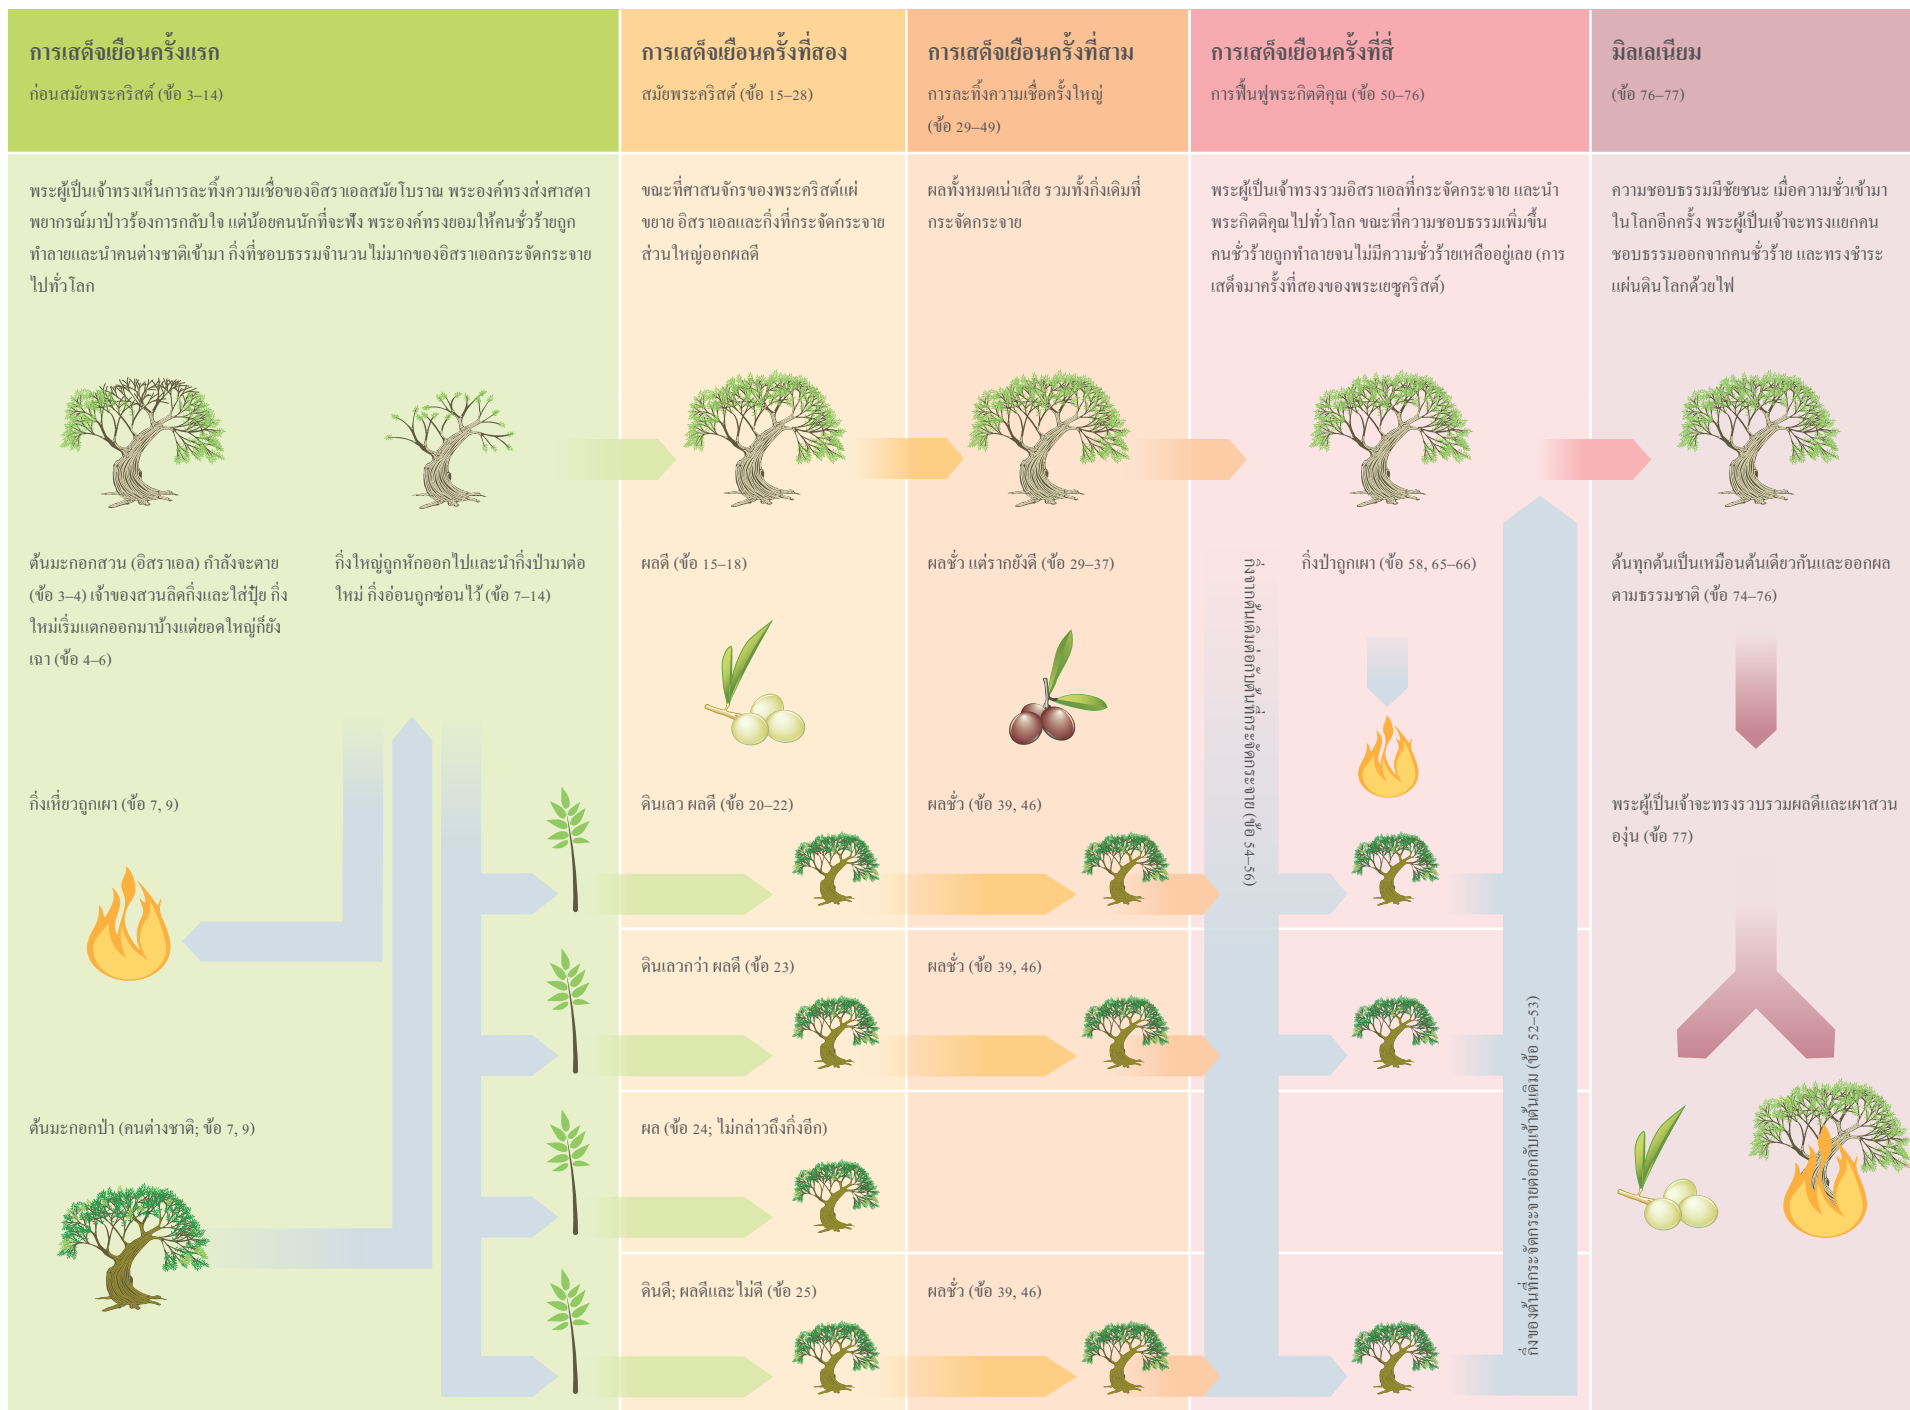 การเสด็จเยือนครั้งแรก
ก่อนสมัยพระคริสต์ (ข้อ 3–14)
การเสด็จเยือนครั้งที่สอง
สมัยพระคริสต์ (ข้อ 15–28)
การเสด็จเยือนครั้งที่สาม
การละทิ้งความเชื่อครั้งใหญ่
(ข้อ 29–49)
การเสด็จเยือนครั้งที่สี่
การฟื้นฟูพระกิตติคุณ (ข้อ 50–76)
มิลเลเนียม
(ข้อ 76–77)
พระผู้เป็นเจ้าทรงเห็นการละทิ้งความเชื่อของอิสราเอลสมัยโบราณ พระองค์ทรงส่งศาสดา
พยากรณ์มาป่าวร้องการกลับใจ แต่น้อยคนนักที่จะฟัง พระองค์ทรงยอมให้คนชั่วร้ายถูก
ทำลายและนำคนต่างชาติเข้ามา กิ่งที่ชอบธรรมจำนวนไม่มากของอิสราเอลกระจัดกระจาย
ไปทั่วโลก
ขณะที่ศาสนจักรของพระคริสต์แผ่
ขยาย อิสราเอลและกิ่งที่กระจัดกระจาย
ส่วนใหญ่ออกผลดี
ผลทั้งหมดเน่าเสีย รวมทั้งกิ่งเดิมที่
กระจัดกระจาย
พระผู้เป็นเจ้าทรงรวมอิสราเอลที่กระจัดกระจาย และนำ
พระกิตติคุณไปทั่วโลก ขณะที่ความชอบธรรมเพิ่มขึ้น
คนชั่วร้ายถูกทำลายจนไม่มีความชั่วร้ายเหลืออยู่เลย (การ
เสด็จมาครั้งที่สองของพระเยซูคริสต์)
ความชอบธรรมมีชัยชนะ เมื่อความชั่วเข้ามา
ในโลกอีกครั้ง พระผู้เป็นเจ้าจะทรงแยกคน
ชอบธรรมออกจากคนชั่วร้าย และทรงชำระ
แผ่นดินโลกด้วยไฟ
ต้นมะกอกสวน (อิสราเอล) กำลังจะตาย
(ข้อ 3–4) เจ้าของสวนลิดกิ่งและใส่ปุ๋ย กิ่ง
ใหม่เริ่มแตกออกมาบ้างแต่ยอดใหญ่ก็ยัง
เฉา (ข้อ 4–6)
กิ่งใหญ่ถูกหักออกไปและนำกิ่งป่ามาต่อ
ใหม่ กิ่งอ่อนถูกซ่อนไว้ (ข้อ 7–14)
ผลดี (ข้อ 15–18)
ผลชั่ว แต่รากยังดี (ข้อ 29–37)
กิ่งจากต้นเดิมต่อกับต้นที่กระจัดกระจาย (ข้อ 54–56)
กิ่งป่าถูกเผา (ข้อ 58, 65–66)
ต้นทุกต้นเป็นเหมือนต้นเดียวกันและออกผล
ตามธรรมชาติ (ข้อ 74–76)
กิ่งเหี่ยวถูกเผา (ข้อ 7, 9)
ดินเลว ผลดี (ข้อ 20–22)
ผลชั่ว (ข้อ 39, 46)
พระผู้เป็นเจ้าจะทรงรวบรวมผลดีและเผาสวน
องุ่น (ข้อ 77)
ดินเลวกว่า ผลดี (ข้อ 23)
ผลชั่ว (ข้อ 39, 46)
กิ่งของต้นที่กระจัดกระจายต่อกลับเข้าต้นเดิม (ข้อ 52–53)
ต้นมะกอกป่า (คนต่างชาติ; ข้อ 7, 9)
ผล (ข้อ 24; ไม่กล่าวถึงกิ่งอีก)
ดินดี; ผลดีและไม่ดี (ข้อ 25)
ผลชั่ว (ข้อ 39, 46)